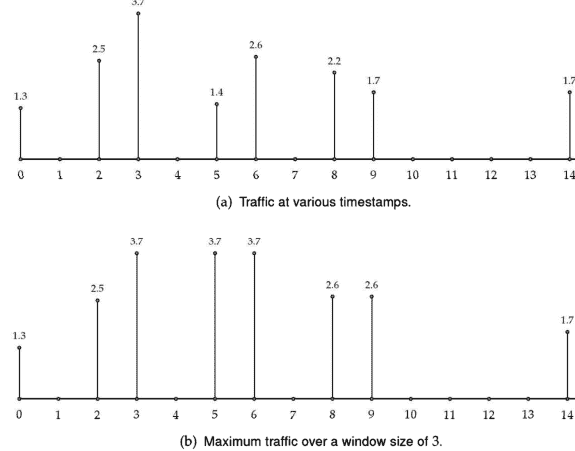 3.7
2.5
2.6
2.2
1.3
1.4
1.7
1.7
0 1 2 3 4 5 6 7 8 9 10 11 12 13 14
(a) Traffic at various timestamps.
3.7 3.7 3.7
2.5
2.6 2.6
1.3
1.7
0 1 2 3 4 5 6 7 8 9 10 11 12 13 14
(b) Maximum traffic over a window size of 3.